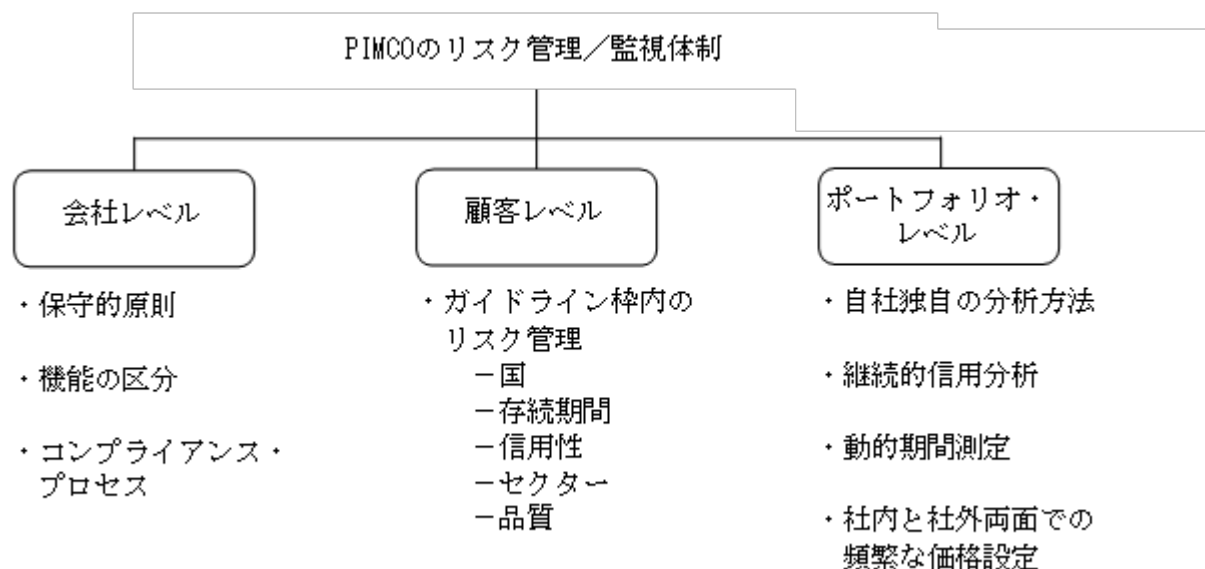 PIMCOのリスク管理／監視体制
会社レベル
・保守的原則
・機能の区分
・コンプライアンス・
プロセス
顧客レベル
・ガイドライン枠内の
リスク管理
－国
－存続期間
－信用性
－セクター
－品質
ポートフォリオ・
レベル
・自社独自の分析方法
・継続的信用分析
・動的期間測定
・社内と社外両面での
頻繁な価格設定